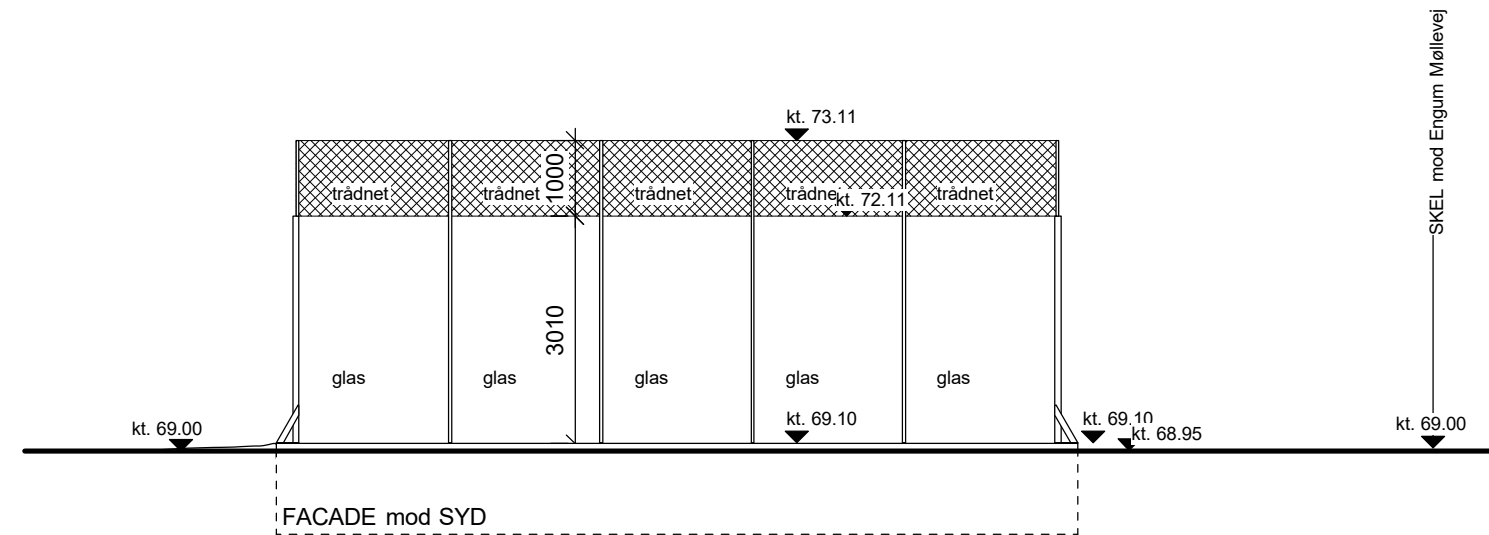 SKEL mod Engum Møllevej
kt. 73.11
1000
trådnet
trådnet
trådnet
trådnet
trådnet
kt. 72.11
3010
glas
glas
glas
glas
glas
kt. 69.00
kt. 69.10
kt. 69.10
kt. 68.95
kt. 69.00
FACADE mod SYD